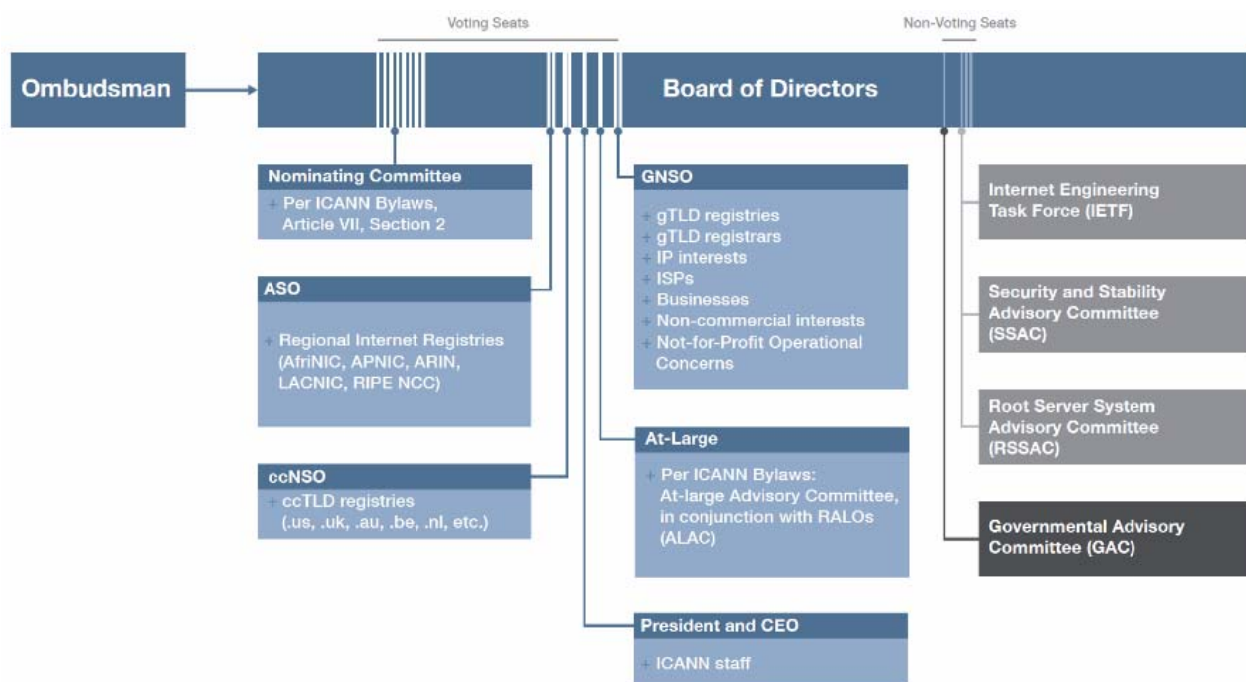 Voting Seats
Non-Voting Seats
Ombudsman
Board of Directors
Nominating Committee
+ Per ICANN Bylaws,
Article VII, Section 2
ASO
+ Regional Internet Registries
(AfriNIC, APNIC, ARIN,
LACNIC, RIPE NCC)
ccNSO
+ ccTLD registries
(.us, .uk, .au, .be, .nl, etc.)
GNSO
+ gTLD registries
+ gTLD registrars
+ IP interests
+ ISPs
+ Businesses
+ Non-commercial interests
+ Not-for-Profit Operational
Concerns
At-Large
+ Per ICANN Bylaws:
At-large Advisory Committee,
in conjunction with RALOs
(ALAC)
President and CEO
+ ICANN staff
Internet Engineering
Task Force (IETF)
Security and Stability
Advisory Committee
(SSAC)
Root Server System
Advisory Committee
(RSSAC)
Governmental Advisory
Committee (GAC)